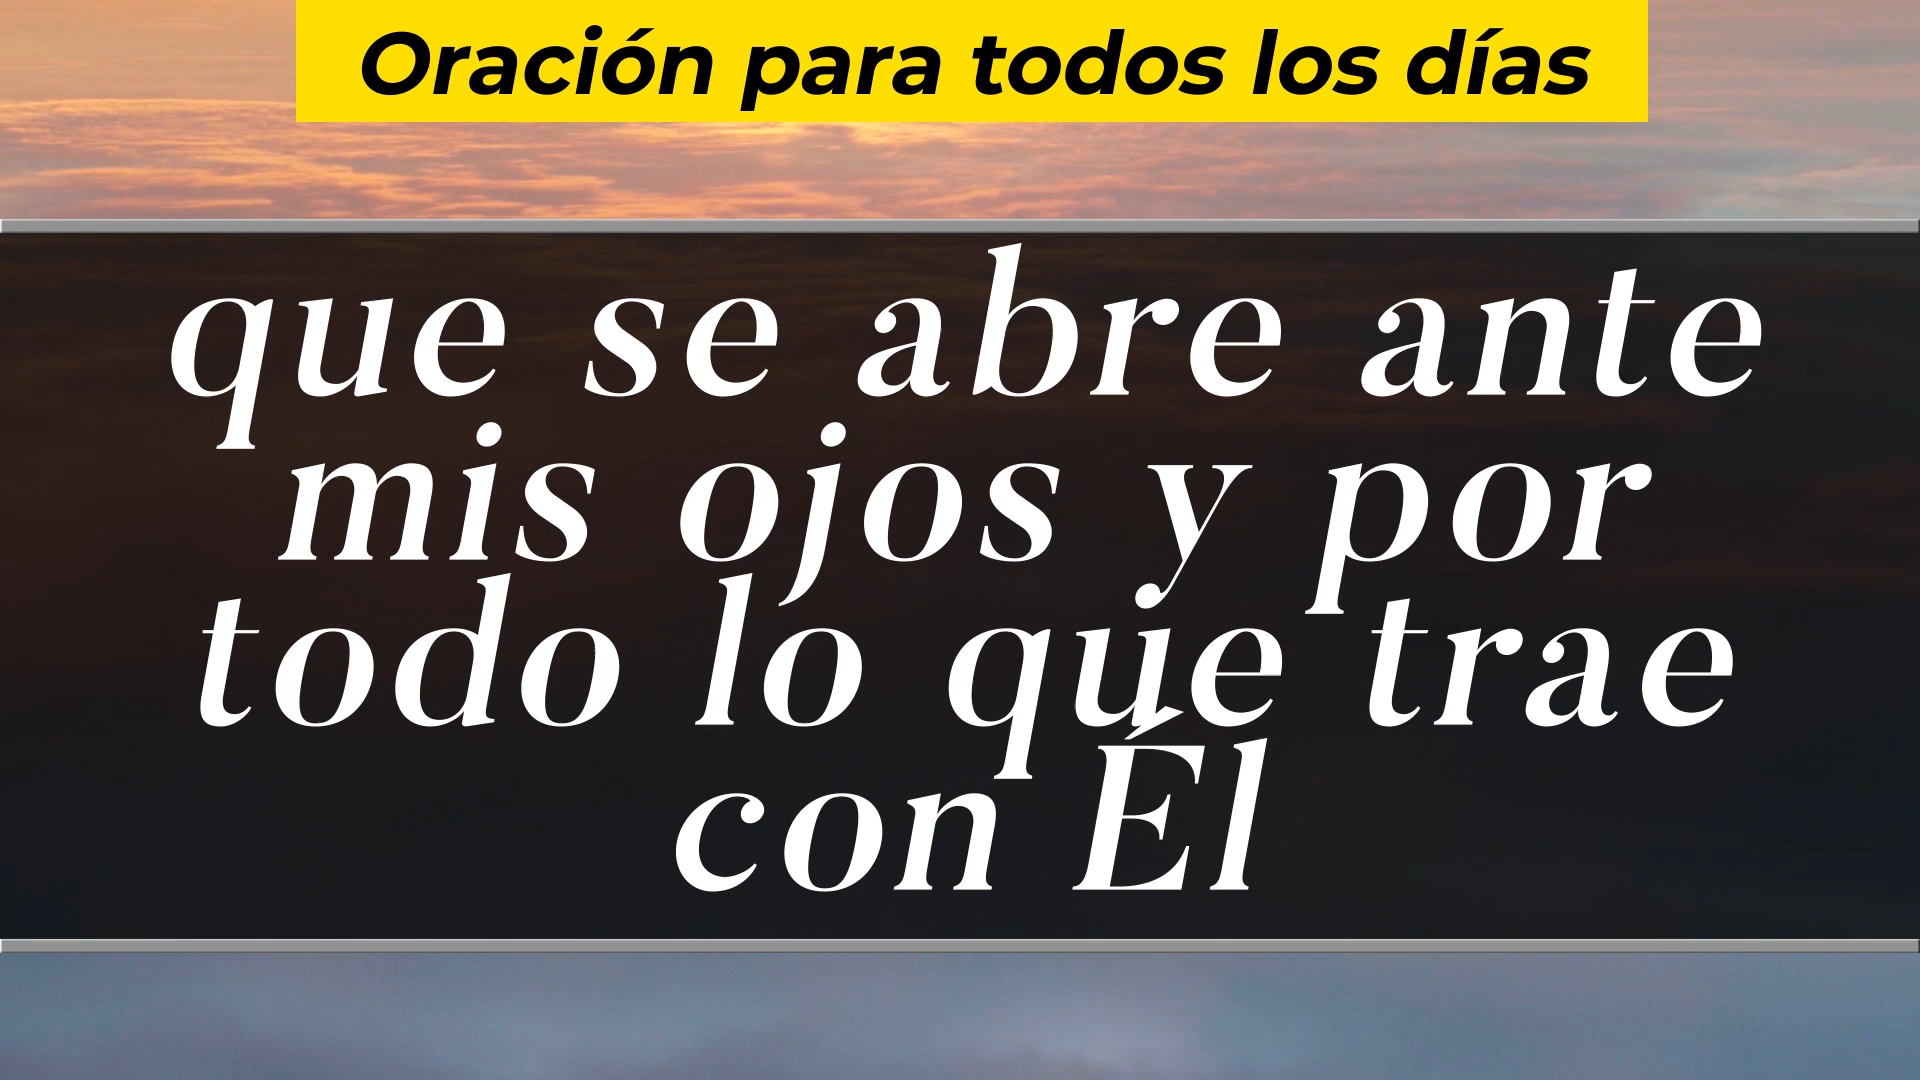 Oración para todos los días
que se abre ante
mis ojos y por
todo lo que trae
con Él